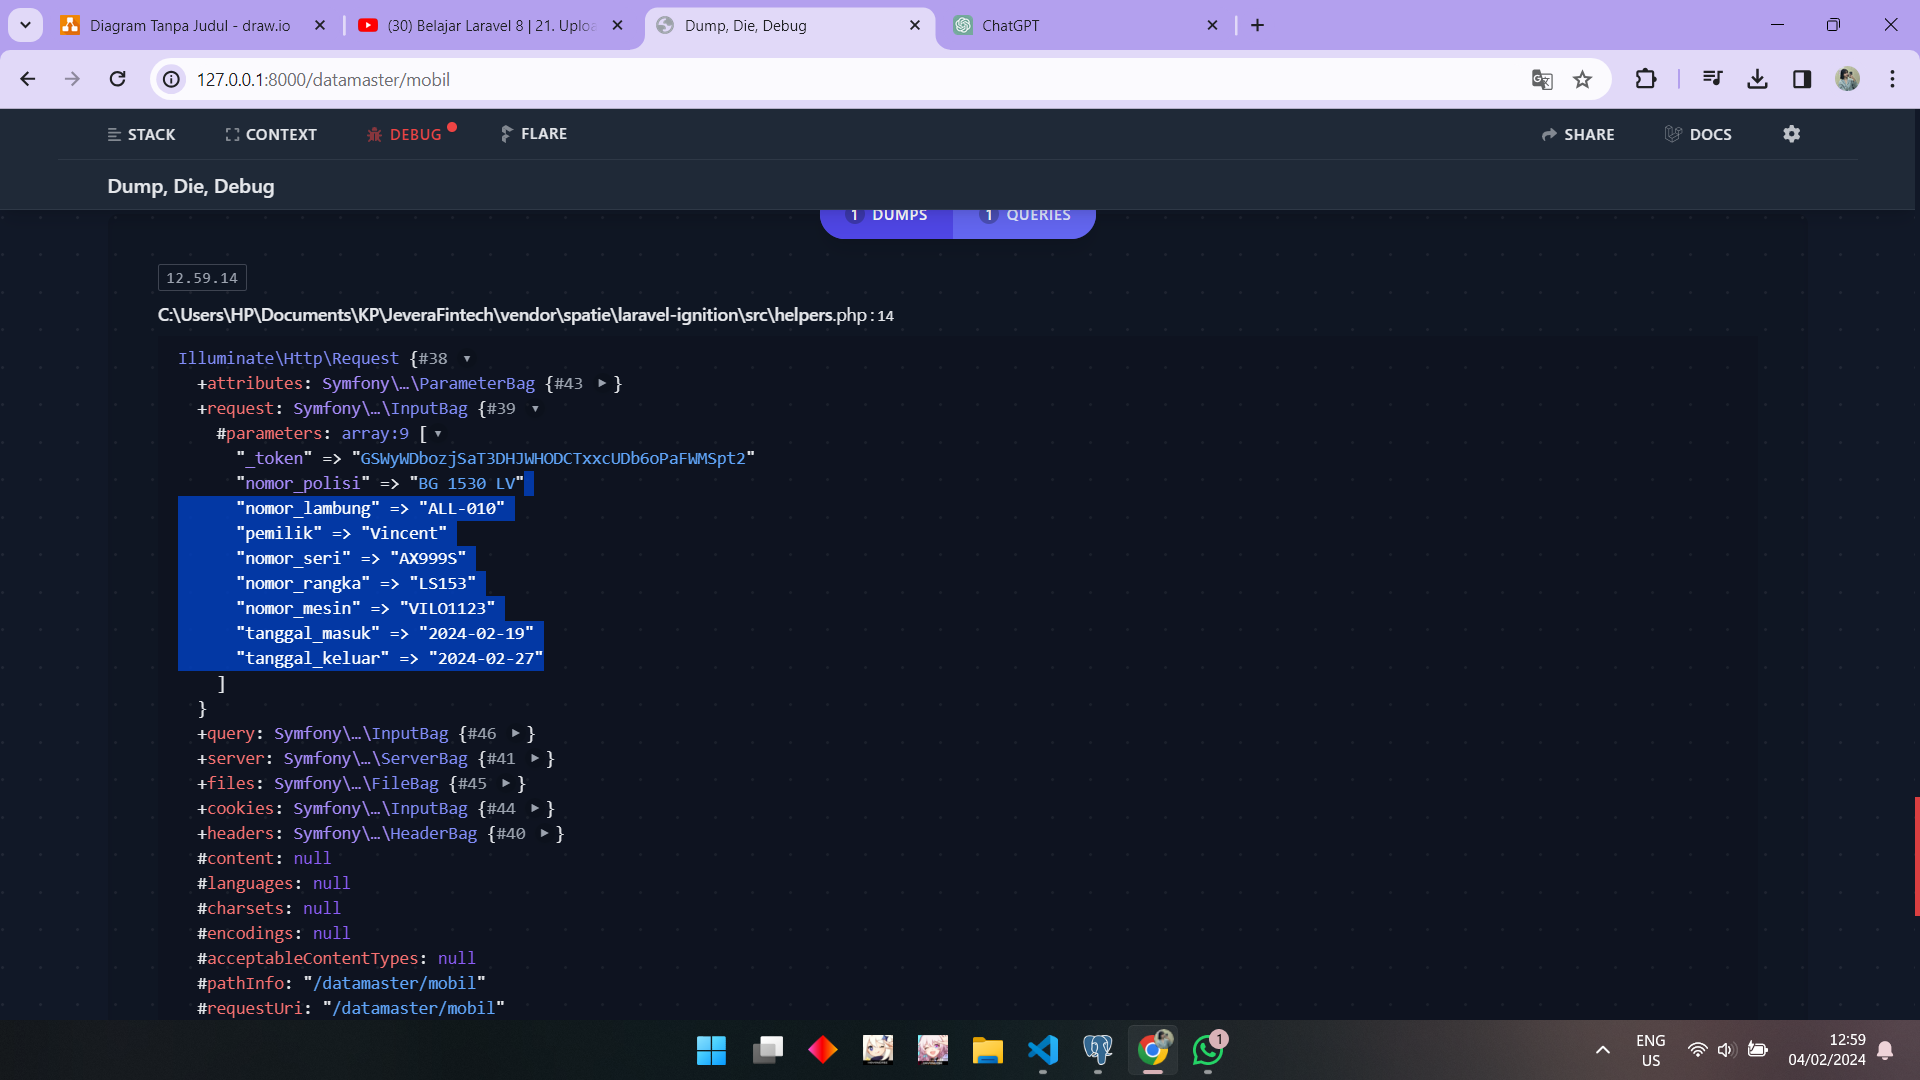 Diagram Tanpa Judul - draw.io
(30) Belajar Laravel 8 | 21. Uploa
Dump, Die, Debug
ChatGPT
127.0.0.1:8000/datamaster/mobil
STACK
CONTEXT
DEBUG
FLARE
SHARE
DOCS
Dump, Die, Debug
1 DUMPS
1 QUERIES
12.59.14
C:\Users\HP\Documents\KP\JeveraFintech\vendor\spatie\laravel-ignition\src\helpers.php:14
Illuminate\Http\Request {#38 ▼
+attributes: Symfony\…\ParameterBag {#43 ▶}
+request: Symfony\…\InputBag {#39 ▼
#parameters: array:9 [▼
"_token" => "GSWyWDbozjSaT3DHJWHODCTxxcUDb6oPaFWMSpt2"
"nomor_polisi" => "BG 1530 LV"
"nomor_lambung" => "ALL-010"
"pemilik" => "Vincent"
"nomor_seri" => "AX999S"
"nomor_rangka" => "LS153"
"nomor_mesin" => "VILO1123"
"tanggal_masuk" => "2024-02-19"
"tanggal_keluar" => "2024-02-27"
]
}
+query: Symfony\…\InputBag {#46 ▶}
+server: Symfony\…\ServerBag {#41 ▶}
+files: Symfony\…\FileBag {#45 ▶}
+cookies: Symfony\…\InputBag {#44 ▶}
+headers: Symfony\…\HeaderBag {#40 ▶}
#content: null
#languages: null
#charsets: null
#encodings: null
#acceptableContentTypes: null
#pathInfo: "/datamaster/mobil"
#requestUri: "/datamaster/mobil"
1
ENG
US
12:59
04/02/2024